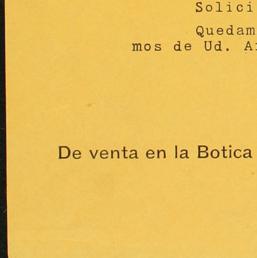 Solici
Quedam
mos de Ud. A
De venta en la Botica